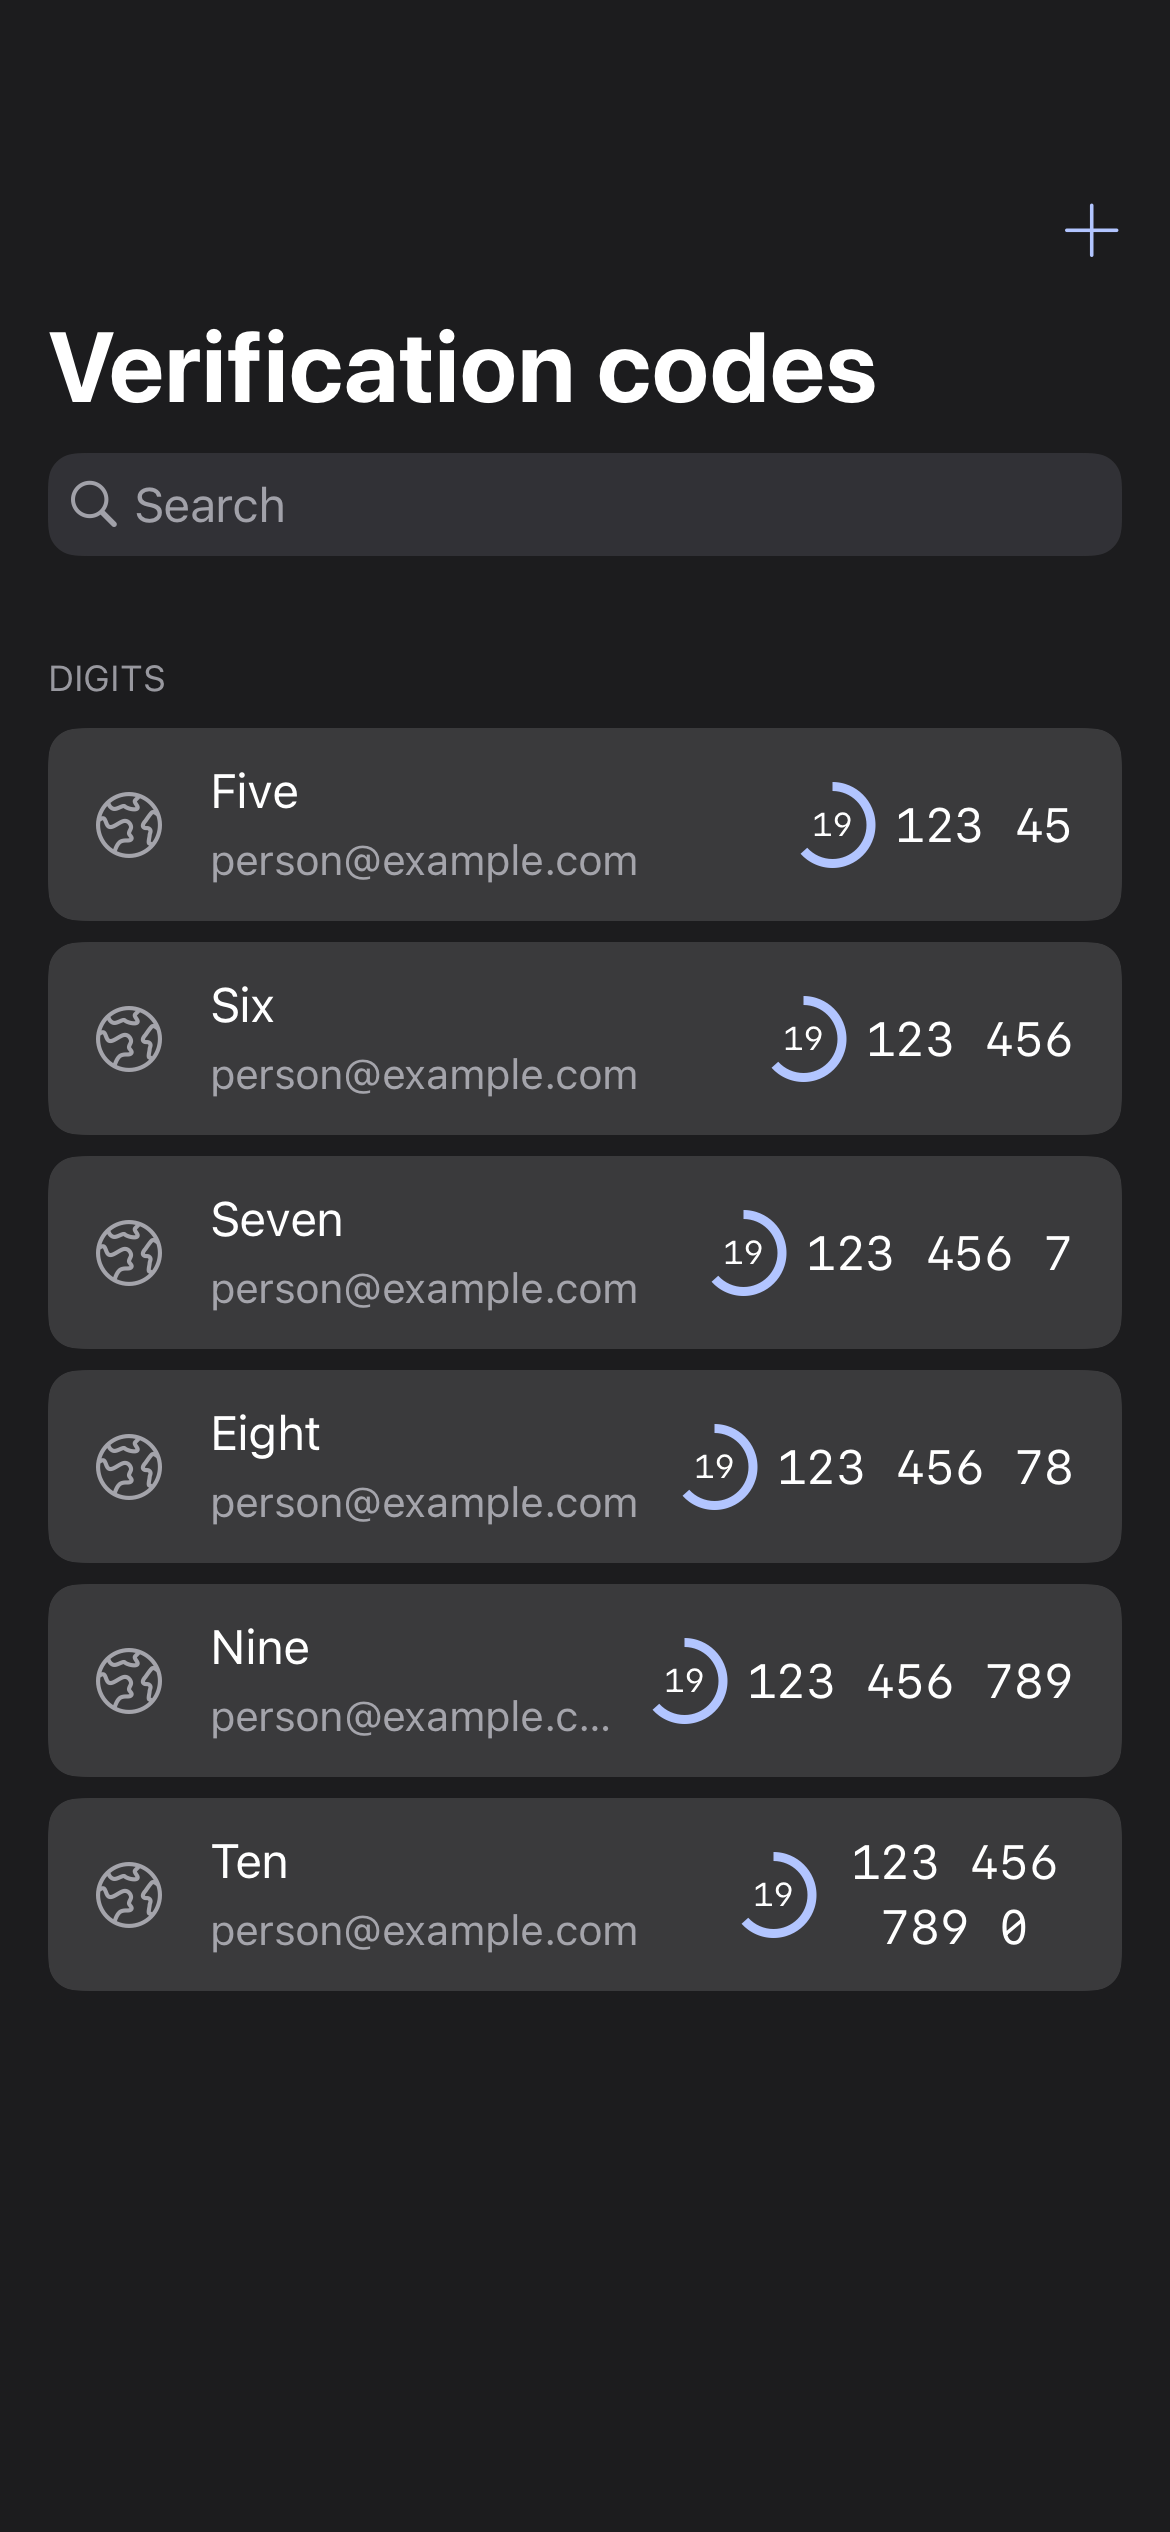 Verification codes
Search
DIGITS
Five
person@example.com
19 123 45
Six
person@example.com
19 123 456
Seven
person@example.com
19 123 456 7
Eight
person@example.com
19 123 456 78
Nine
person@example.c...
19 123 456 789
Ten
person@example.com
19 123 456
789 0